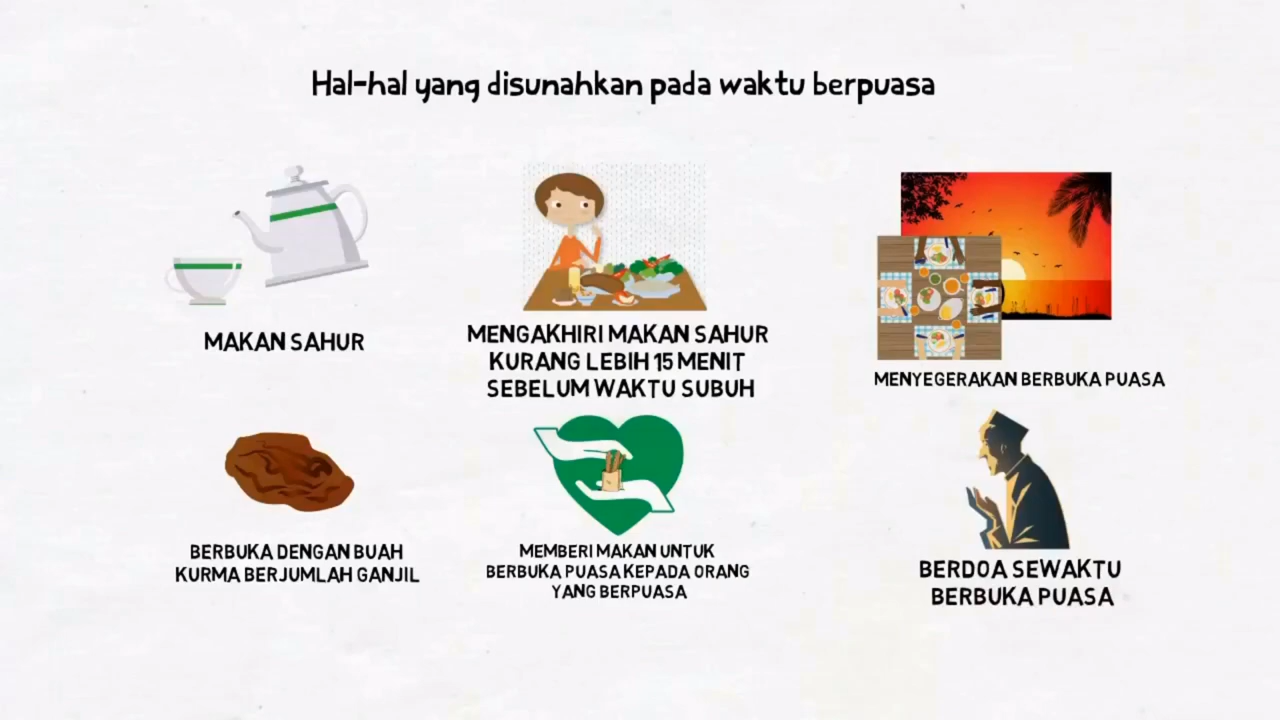 Hal-hal yang disunahkan pada waktu berpuasa
MAKAN SAHUR
MENGAKHIRI MAKAN SAHUR
KURANG LEBIH 15 MENIT
SEBELUM WAKTU SUBUH
MENYEGERAKAN BERBUKA PUASA
BERBUKA DENGAN BUAH
KURMA BERJUMLAH GANJIL
MEMBERI MAKAN UNTUK
BERBUKA PUASA KEPADA ORANG
YANG BERPUASA
BERDOA SEWAKTU
BERBUKA PUASA